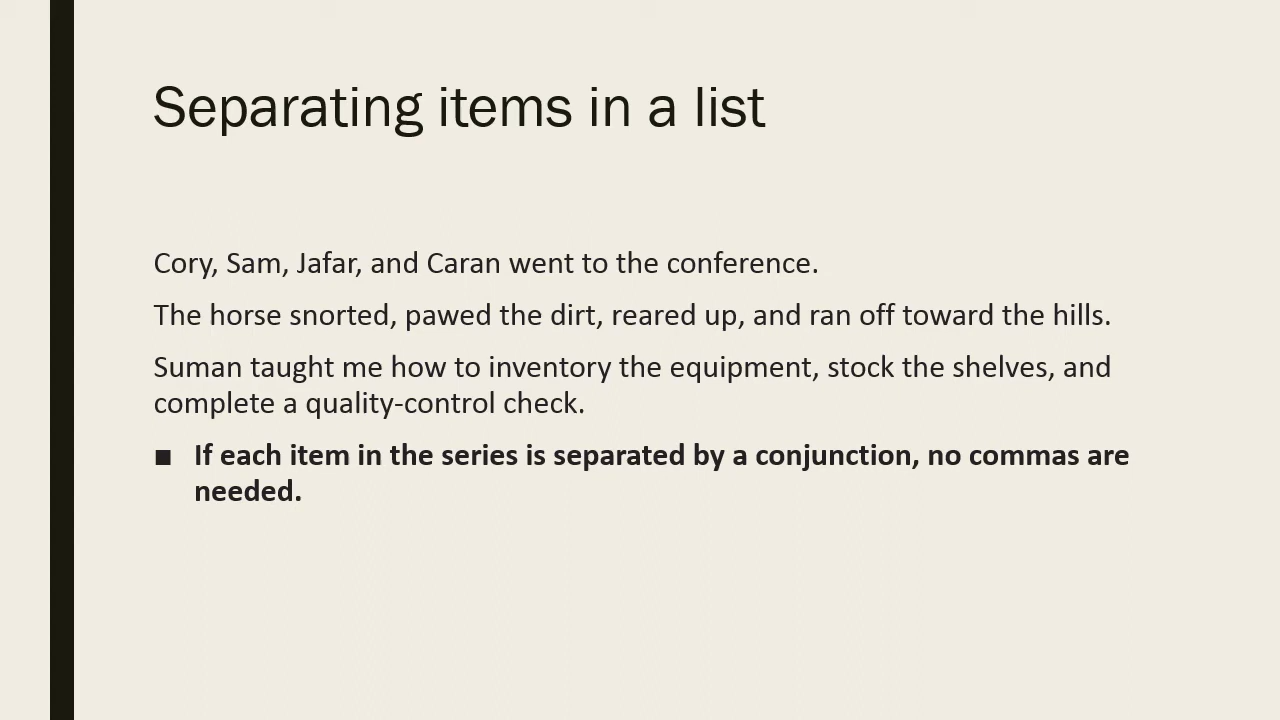 Separating items in a list
Cory, Sam, Jafar, and Caran went to the conference.
The horse snorted, pawed the dirt, reared up, and ran off toward the hills.
Suman taught me how to inventory the equipment, stock the shelves, and
complete a quality-control check.
■ If each item in the series is separated by a conjunction, no commas are
needed.